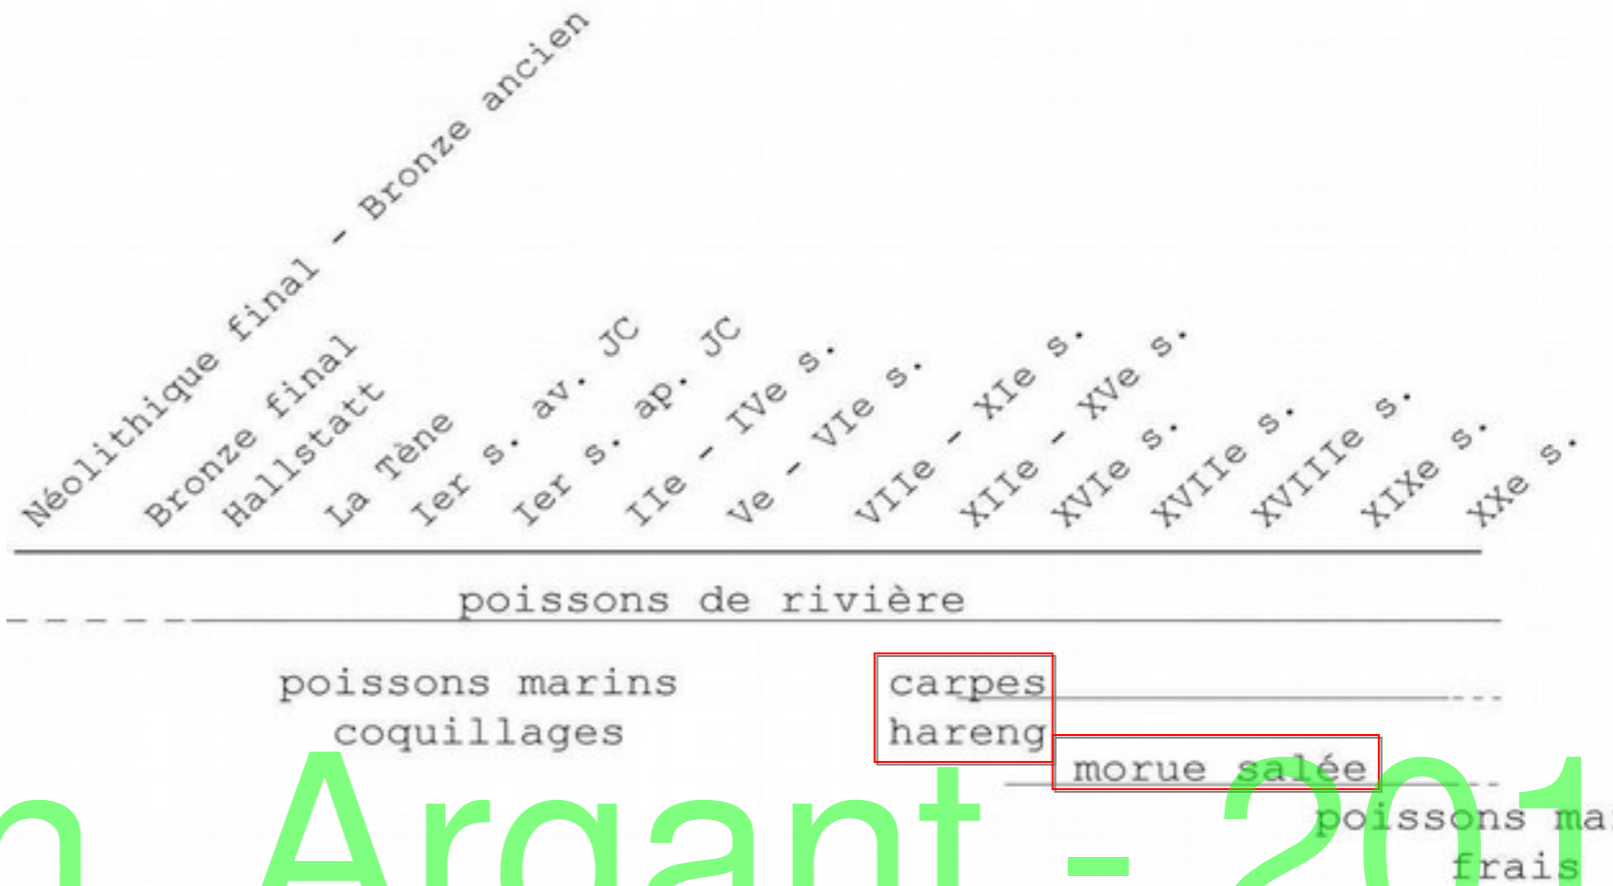 Néolithique final - Bronze ancien
Bronze final
Hallstatt
La Tène
Ier s. av. JC
Ier s. ap. JC
IIe - IVe s.
Ve - VIe s.
VIIe - XIe s.
XIIe - XVe s.
XVIe s.
XVIIe s.
XVIIIe s.
XIXe s.
XXe s.
poissons de rivière
poissons marins
coquillages
carpes
hareng
morue salée
poissons
frais
Argant -